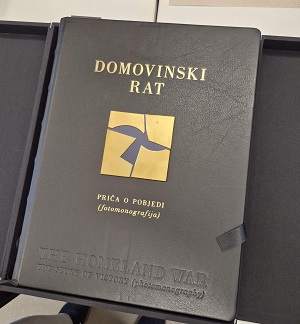 DOMOVINSKI
RAT
PRIČA O POBJEDI
(fotomonografija)
THE HOMELAND WAR
THE STORY OF VICTORY (photomonography)